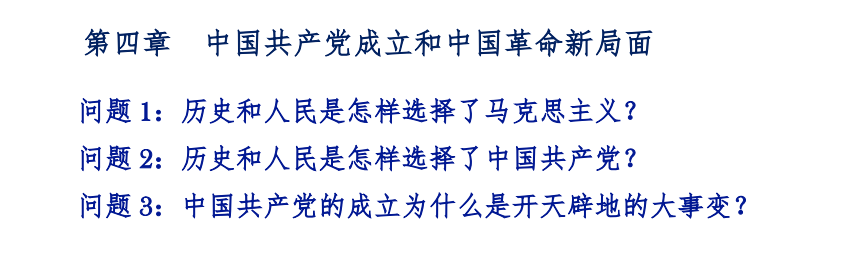 第四章　中国共产党成立和中国革命新局面
问题 1：历史和人民是怎样选择了马克思主义？
问题 2：历史和人民是怎样选择了中国共产党？
问题 3：中国共产党的成立为什么是开天辟地的大事变？